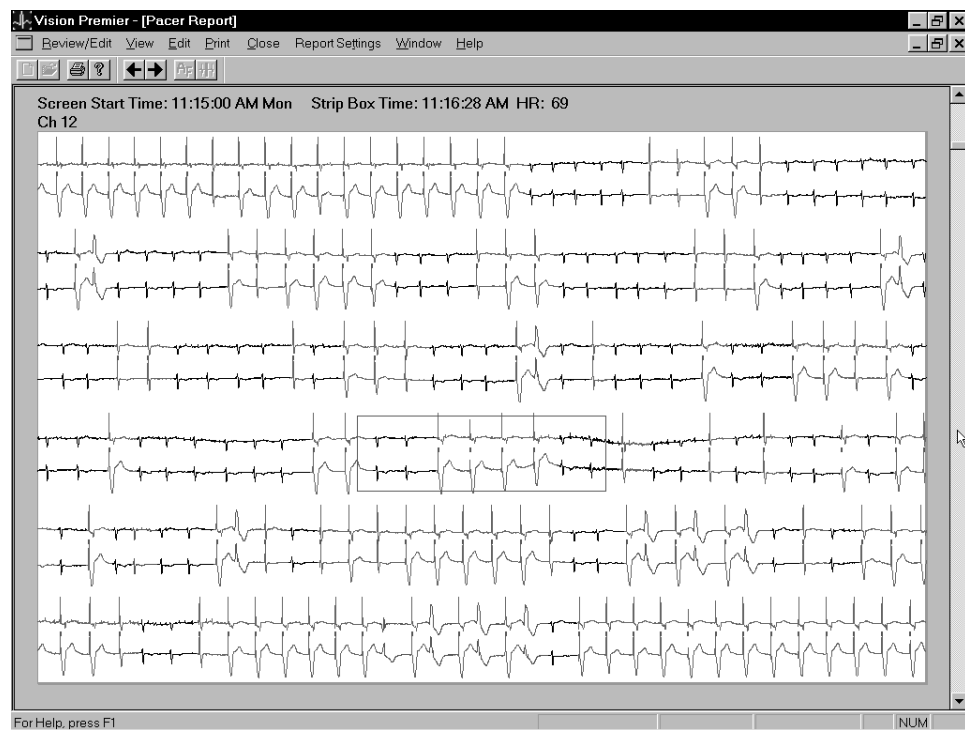 Vision Premier - [Pacer Report]
Review/Edit View Edit Print Close Report Settings Window Help
AF
Screen Start Time: 11:15:00 AM Mon Strip Box Time: 11:16:28 AM HR: 69
Ch 12
For Help, press F1
NUM